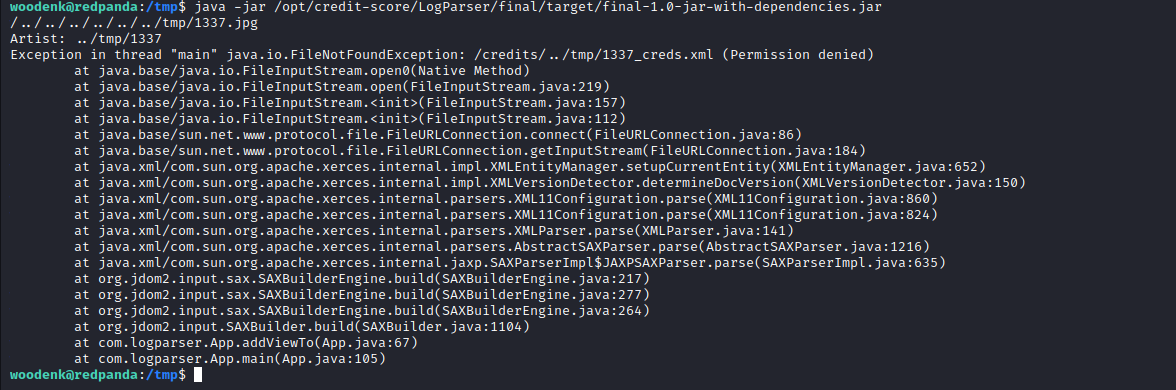 woodenk@redpanda:/tmp$ java -jar /opt/credit-score/LogParser/final/target/final-1.0-jar-with-dependencies.jar
/../../../../../../tmp/1337.jpg
Artist: ../tmp/1337
Exception in thread "main" java.io.FileNotFoundException: /credits/../tmp/1337_creds.xml (Permission denied)
        at java.base/java.io.FileInputStream.open0(Native Method)
        at java.base/java.io.FileInputStream.open(FileInputStream.java:219)
        at java.base/java.io.FileInputStream.<init>(FileInputStream.java:157)
        at java.base/java.io.FileInputStream.<init>(FileInputStream.java:112)
        at java.base/sun.net.www.protocol.file.FileURLConnection.connect(FileURLConnection.java:86)
        at java.base/sun.net.www.protocol.file.FileURLConnection.getInputStream(FileURLConnection.java:184)
        at java.xml/com.sun.org.apache.xerces.internal.impl.XMLEntityManager.setupCurrentEntity(XMLEntityManager.java:652)
        at java.xml/com.sun.org.apache.xerces.internal.impl.XMLVersionDetector.determineDocVersion(XMLVersionDetector.java:150)
        at java.xml/com.sun.org.apache.xerces.internal.parsers.XML11Configuration.parse(XML11Configuration.java:860)
        at java.xml/com.sun.org.apache.xerces.internal.parsers.XML11Configuration.parse(XML11Configuration.java:824)
        at java.xml/com.sun.org.apache.xerces.internal.parsers.XMLParser.parse(XMLParser.java:141)
        at java.xml/com.sun.org.apache.xerces.internal.parsers.AbstractSAXParser.parse(AbstractSAXParser.java:1216)
        at java.xml/com.sun.org.apache.xerces.internal.jaxp.SAXParserImpl$JAXPSAXParser.parse(SAXParserImpl.java:635)
        at org.jdom2.input.sax.SAXBuilderEngine.build(SAXBuilderEngine.java:217)
        at org.jdom2.input.sax.SAXBuilderEngine.build(SAXBuilderEngine.java:277)
        at org.jdom2.input.sax.SAXBuilderEngine.build(SAXBuilderEngine.java:264)
        at org.jdom2.input.SAXBuilder.build(SAXBuilder.java:1104)
        at com.logparser.App.addViewTo(App.java:67)
        at com.logparser.App.main(App.java:105)
woodenk@redpanda:/tmp$